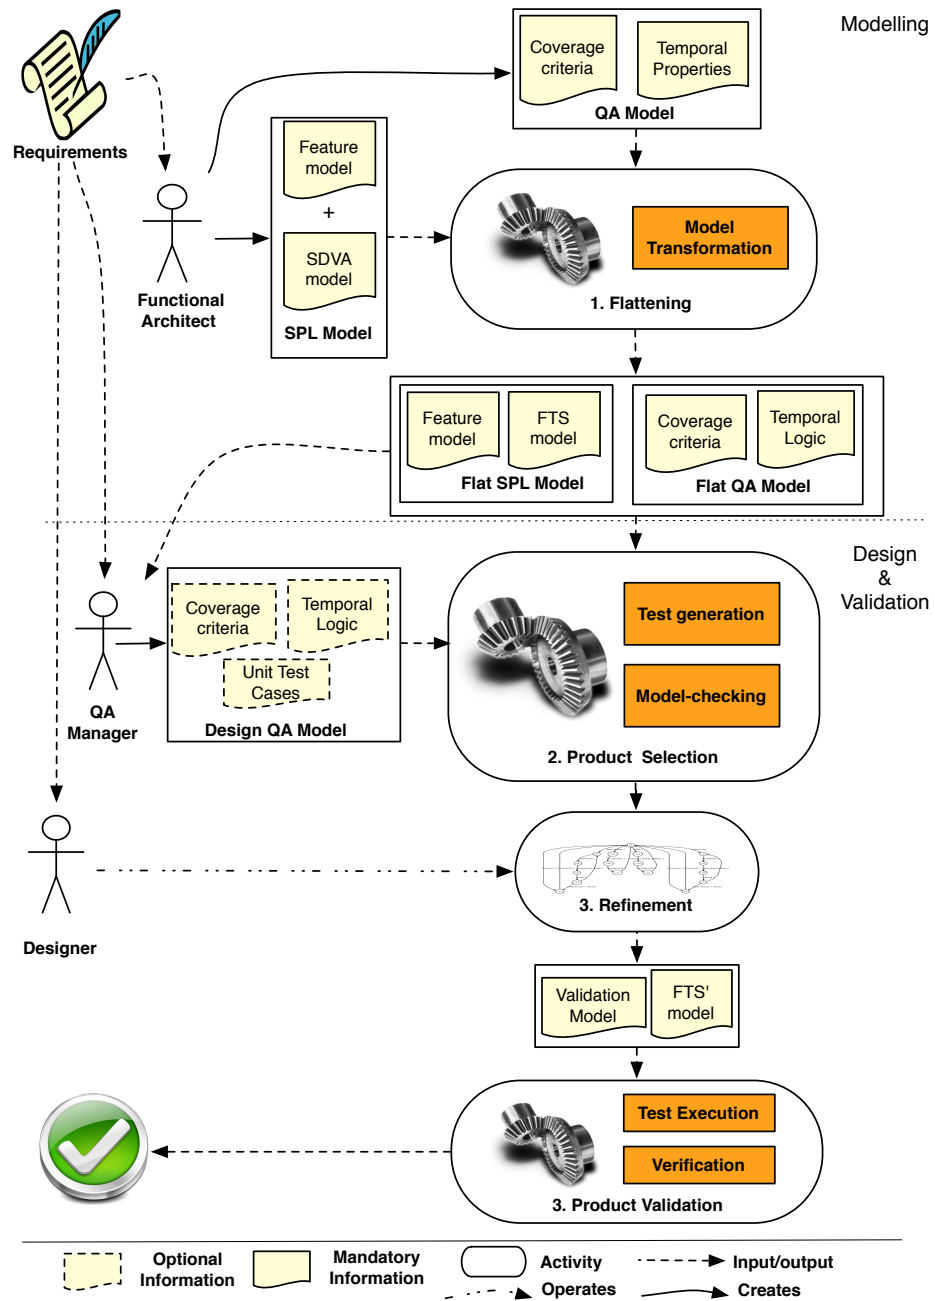 Modelling
Coverage
criteria
Temporal
Properties
QA Model
Requirements
Feature
model
+
SDVA
model
SPL Model
Functional
Architect
Model
Transformation
1. Flattening
Feature
model
FTS
model
Flat SPL Model
Coverage
criteria
Temporal
Logic
Flat QA Model
Design
&
Validation
Coverage
criteria
Temporal
Logic
Unit Test
Cases
Design QA Model
QA
Manager
Test generation
Model-checking
2. Product Selection
3. Refinement
Designer
Validation
Model
FTS'
model
Test Execution
Verification
3. Product Validation
Optional
Information
Mandatory
Information
Activity
Input/output
Operates
Creates